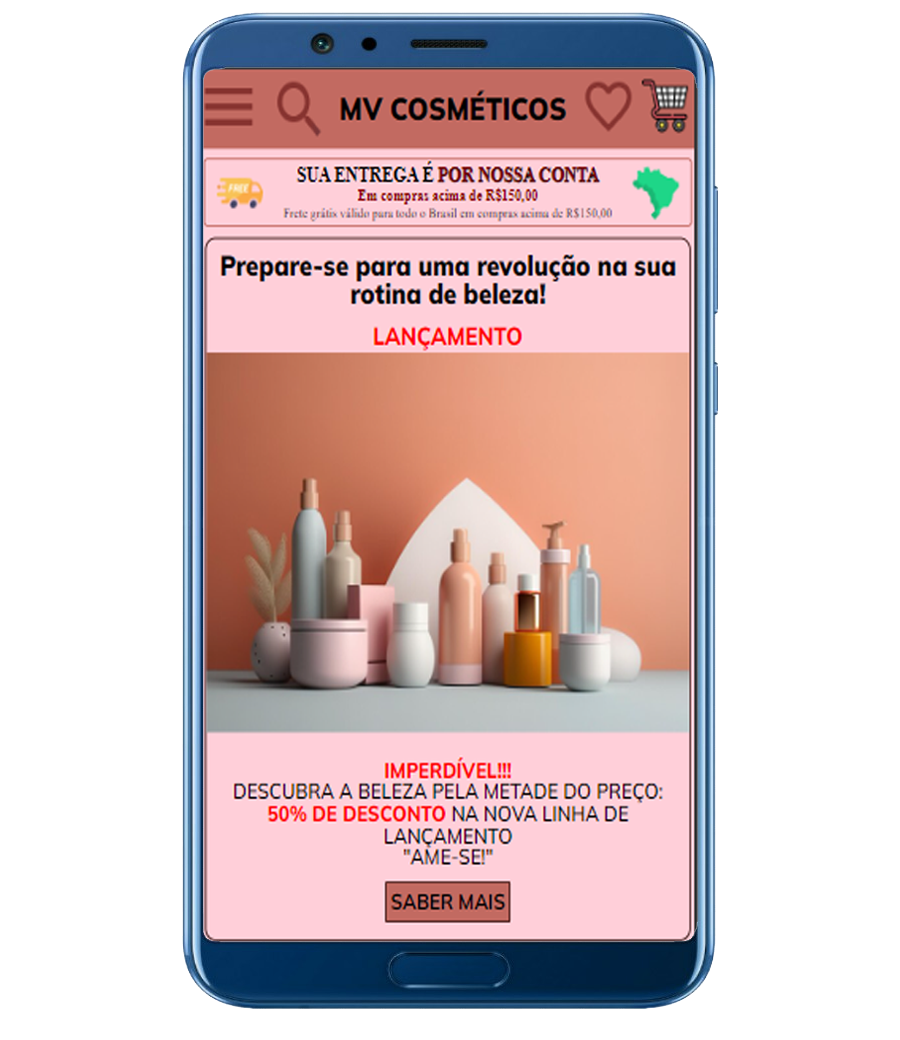 MV COSMÉTICOS
FREE
SUA ENTREGA É POR NOSSA CONTA
Em compras acima de R$150,00
Frete grátis válido para todo o Brasil em compras acima de R$150,00
Prepare-se para uma revolução na sua
rotina de beleza!
LANÇAMENTO
IMPERDÍVEL!!!
DESCUBRA A BELEZA PELA METADE DO PREÇO:
50% DE DESCONTO NA NOVA LINHA DE
LANÇAMENTO
"AME-SE!"
SABER MAIS